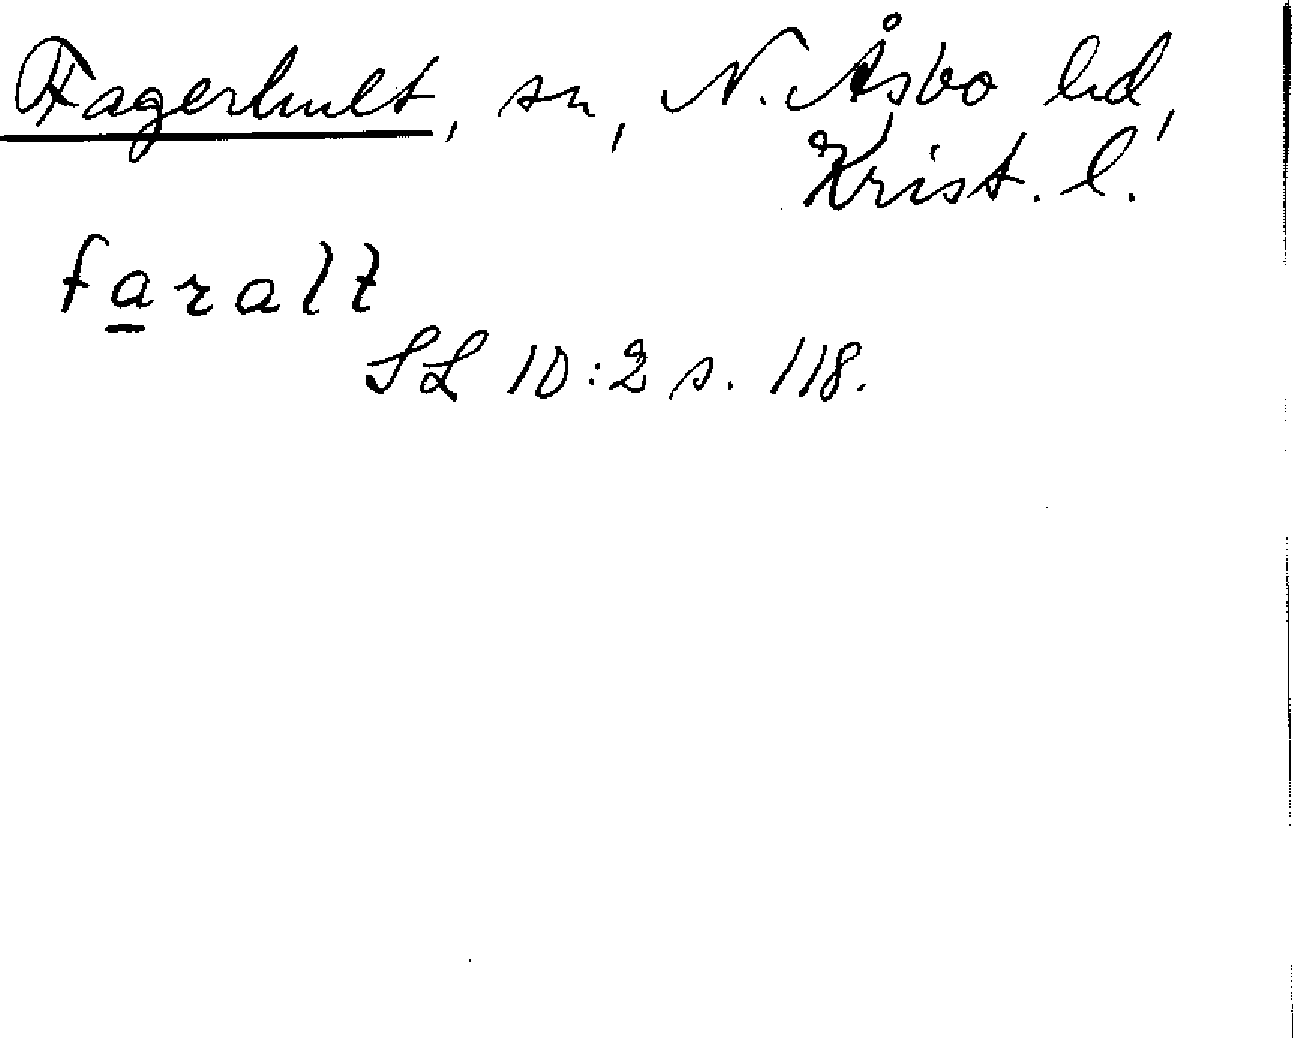 Fagerhult, sn, N. Åsbo hd,
Krist. l.
faralt
SL 10:2 s. 118.